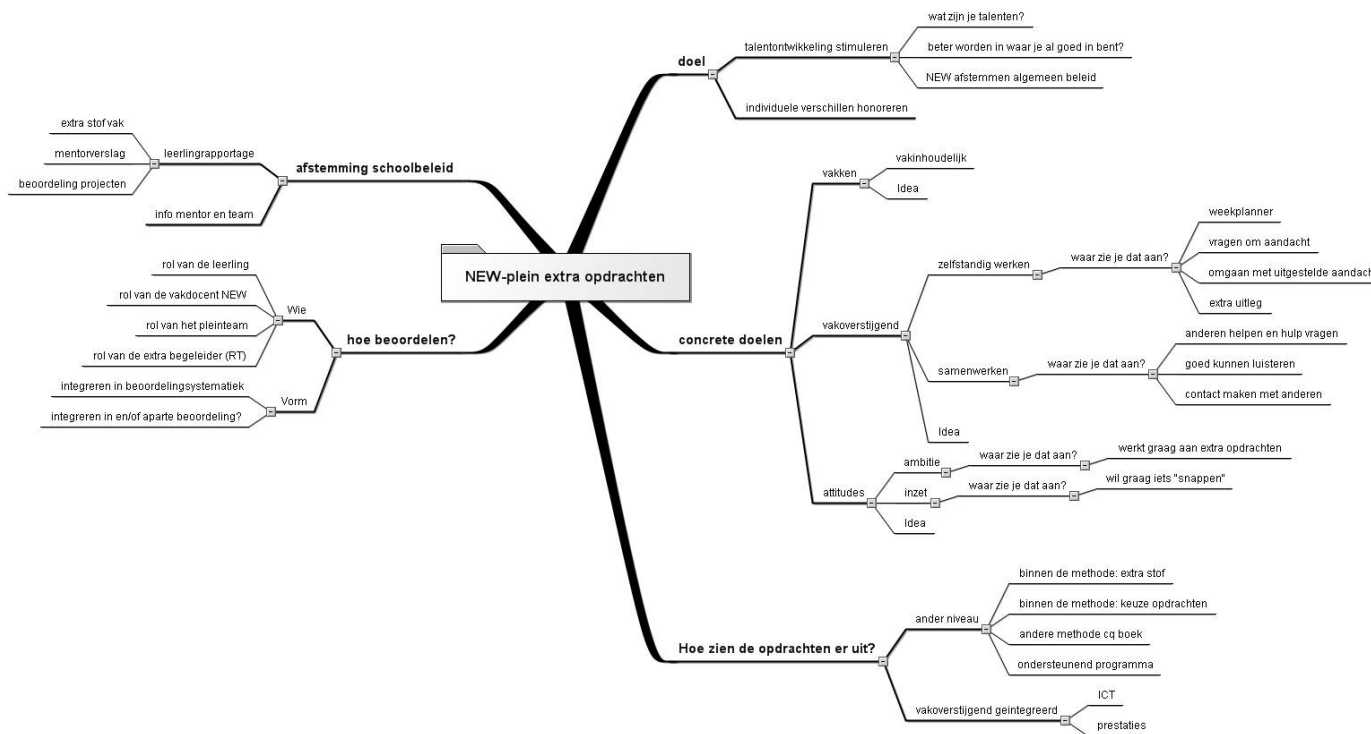 NEW-plein extra opdrachten
doel
talentontwikkeling stimuleren
wat zijn je talenten?
beter worden in waar je al goed in bent?
NEW afstemmen algemeen beleid
individuele verschillen honoreren
concrete doelen
vakken
vakinhoudelijk
Idea
vakoverstijgend
zelfstandig werken
waar zie je dat aan?
weekplanner
vragen om aandacht
omgaan met uitgestelde aandach
extra uitleg
samenwerken
waar zie je dat aan?
anderen helpen en hulp vragen
goed kunnen luisteren
contact maken met anderen
Idea
attitudes
ambitie
waar zie je dat aan?
werkt graag aan extra opdrachten
inzet
waar zie je dat aan?
wil graag iets "snappen"
Idea
Hoe zien de opdrachten er uit?
ander niveau
binnen de methode: extra stof
binnen de methode: keuze opdrachten
andere methode cq boek
ondersteunend programma
vakoverstijgend geintegreerd
ICT
prestaties
afstemming schoolbeleid
leerlingrapportage
extra stof vak
mentorverslag
beoordeling projecten
info mentor en team
hoe beoordelen?
Wie
rol van de leerling
rol van de vakdocent NEW
rol van het pleinteam
rol van de extra begeleider (RT)
Vorm
integreren in beoordelingsystematiek
integreren in en/of aparte beoordeling?